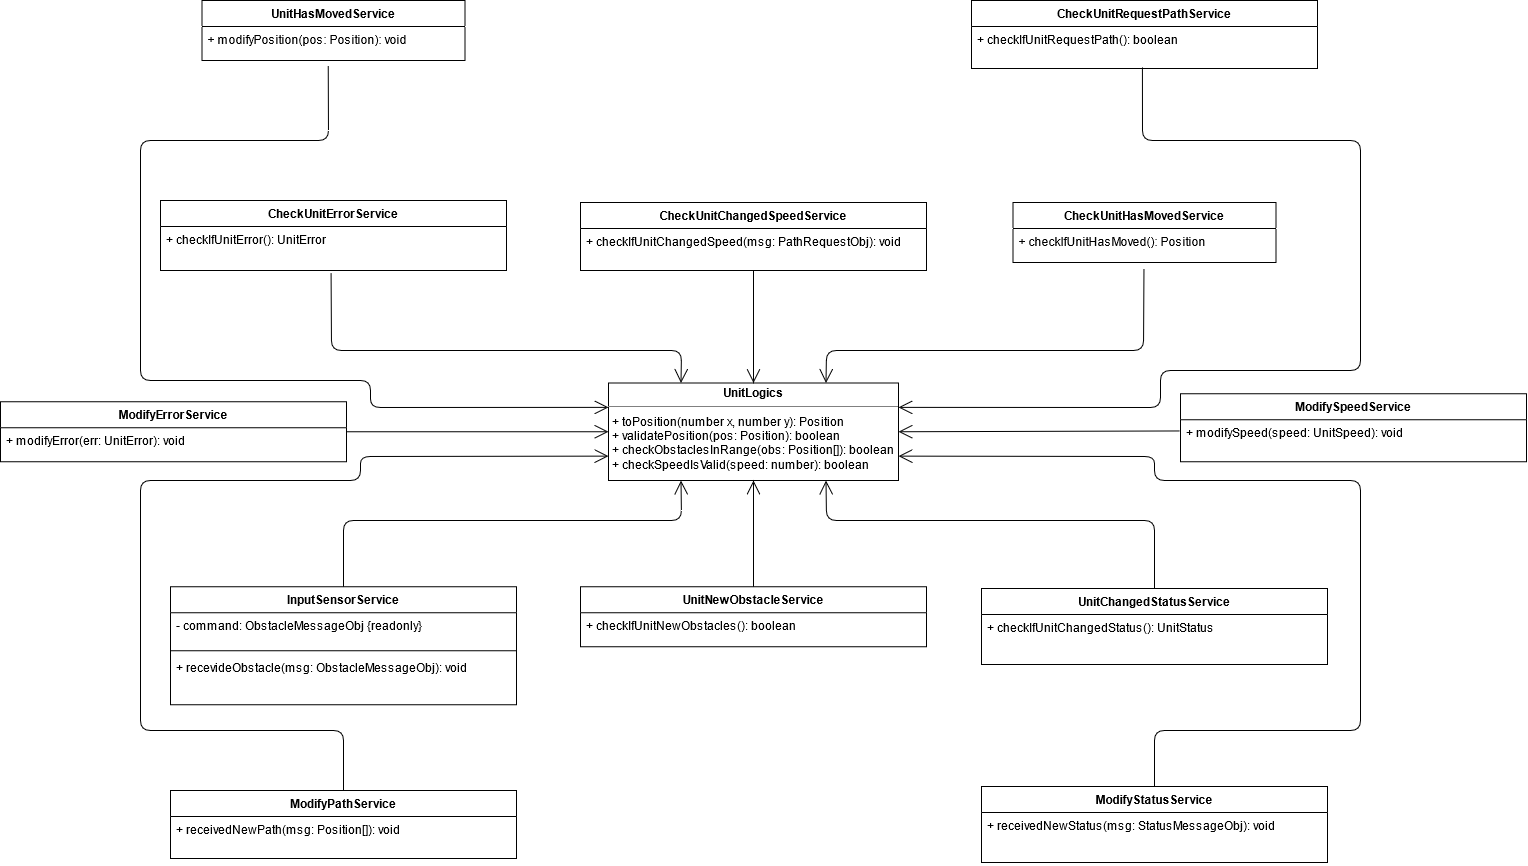 UnitHasMovedService
+ modifyPosition(pos: Position): void
CheckUnitRequestPathService
+ checkIfUnitRequestPath(): boolean
CheckUnitErrorService
+ checkIfUnitError(): UnitError
CheckUnitChangedSpeedService
+ checkIfUnitChangedSpeed(msg: PathRequestObj): void
CheckUnitHasMovedService
+ checkIfUnitHasMoved(): Position
ModifyErrorService
+ modifyError(err: UnitError): void
UnitLogics
+ toPosition(number x, number y): Position
+ validatePosition(pos: Position): boolean
+ checkObstaclesInRange(obs: Position[]): boolean
+ checkSpeedIsValid(speed: number): boolean
ModifySpeedService
+ modifySpeed(speed: UnitSpeed): void
InputSensorService
- command: ObstacleMessageObj {readonly}
+ recevideObstacle(msg: ObstacleMessageObj): void
UnitNewObstacleService
+ checkIfUnitNewObstacles(): boolean
UnitChangedStatusService
+ checkIfUnitChangedStatus(): UnitStatus
ModifyPathService
+ receivedNewPath(msg: Position[]): void
ModifyStatusService
+ receivedNewStatus(msg: StatusMessageObj): void